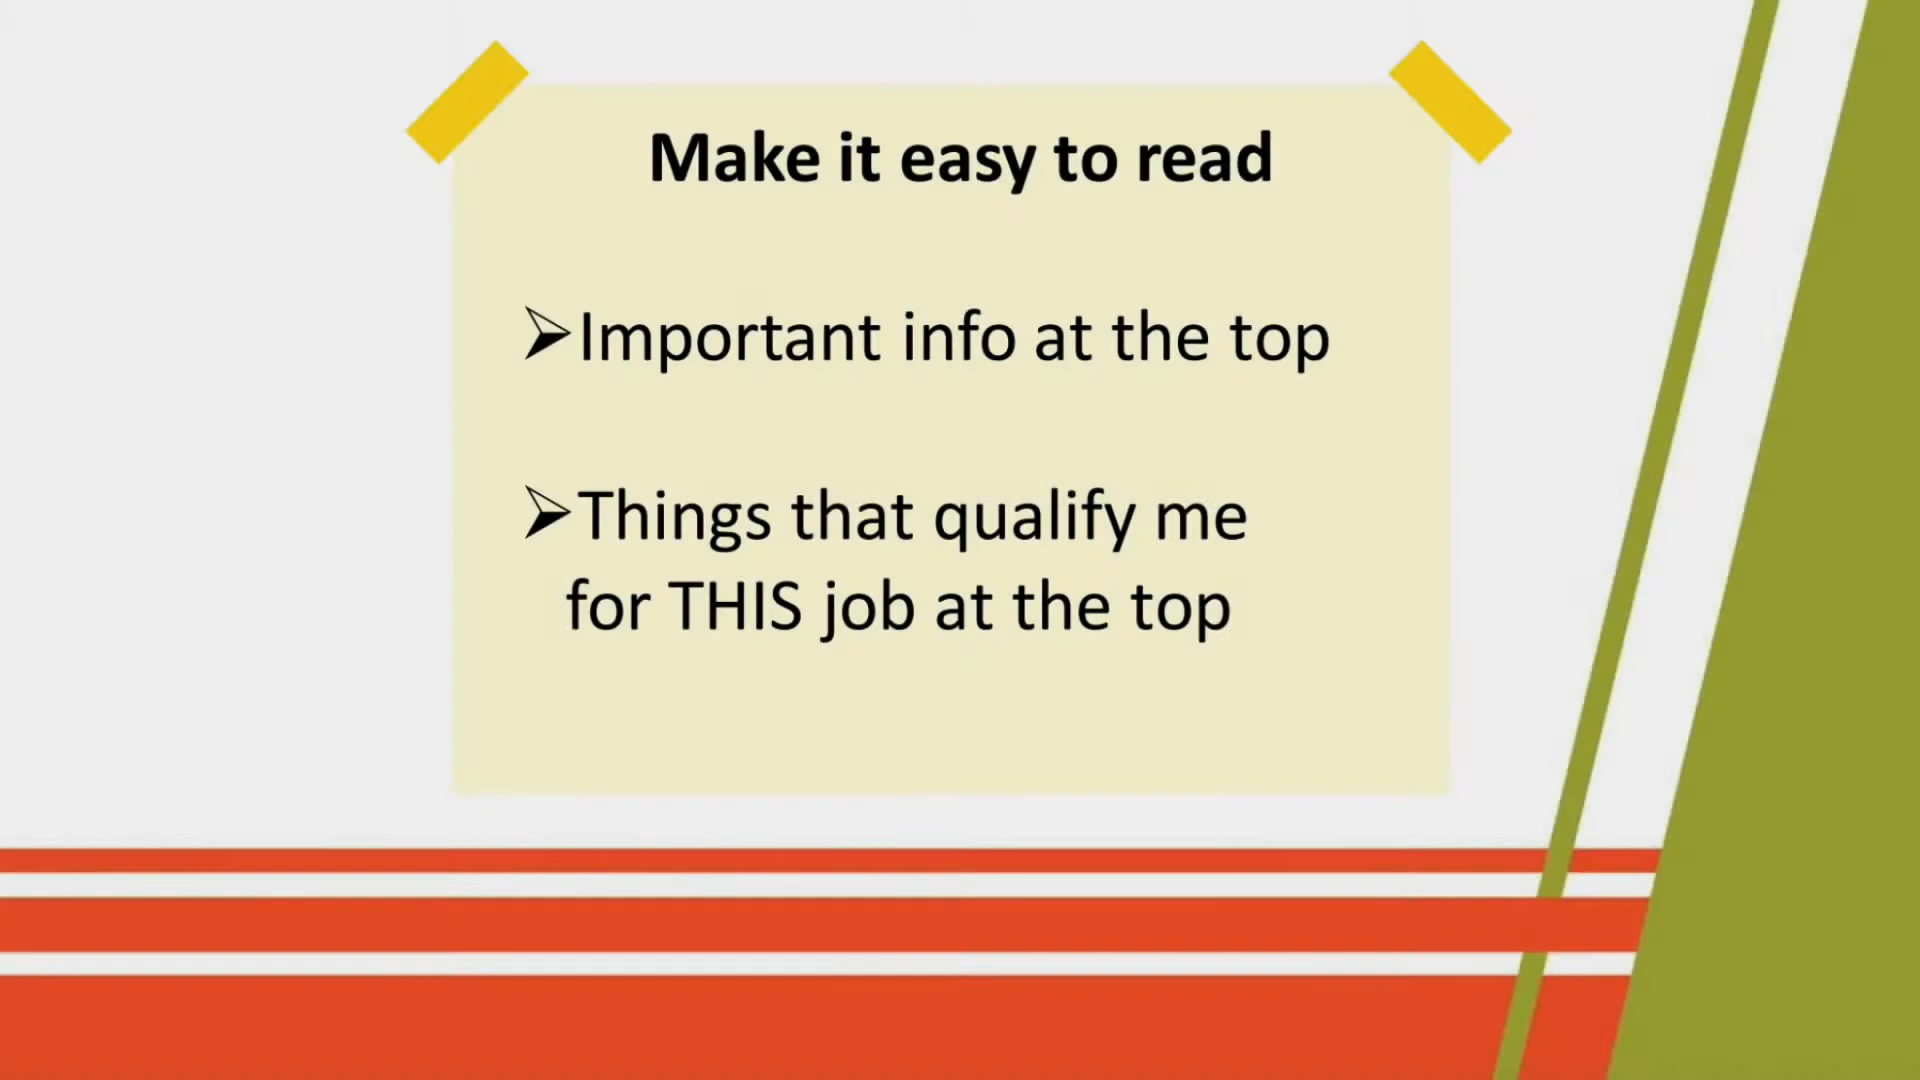 Make it easy to read
➢Important info at the top
➢Things that qualify me
for THIS job at the top